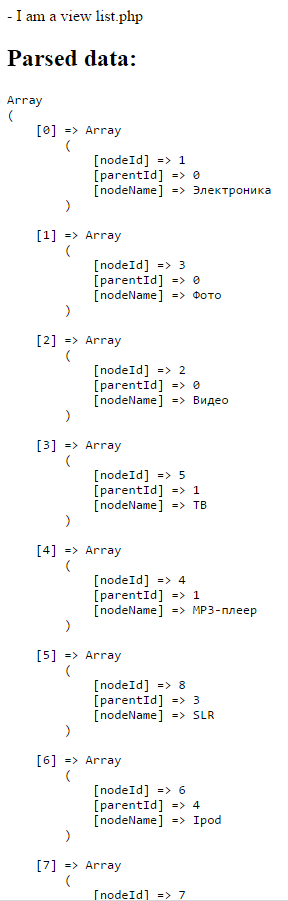 - I am a view list.php
Parsed data:
Array
(
[0] => Array
(
[nodeId] => 1
[parentId] => 0
[nodeName] => Электроника
)
[1] => Array
(
[nodeId] => 3
[parentId] => 0
[nodeName] => Фото
)
[2] => Array
(
[nodeId] => 2
[parentId] => 0
[nodeName] => Видео
)
[3] => Array
(
[nodeId] => 5
[parentId] => 1
[nodeName] => ТВ
)
[4] => Array
(
[nodeId] => 4
[parentId] => 1
[nodeName] => MP3-плеер
)
[5] => Array
(
[nodeId] => 8
[parentId] => 3
[nodeName] => SLR
)
[6] => Array
(
[nodeId] => 6
[parentId] => 4
[nodeName] => Ipod
)
[7] => Array
(
[nodeId] => 7